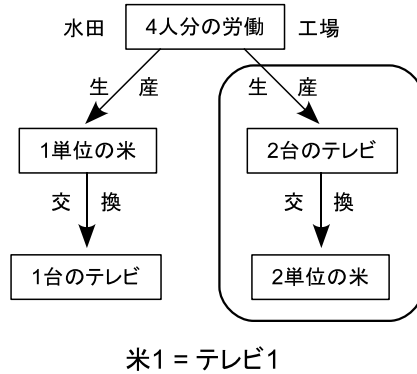 水田 4人分の労働 工場
生産 生産
1単位の米 2台のテレビ
交換 交換
1台のテレビ 2単位の米
米1 = テレビ1